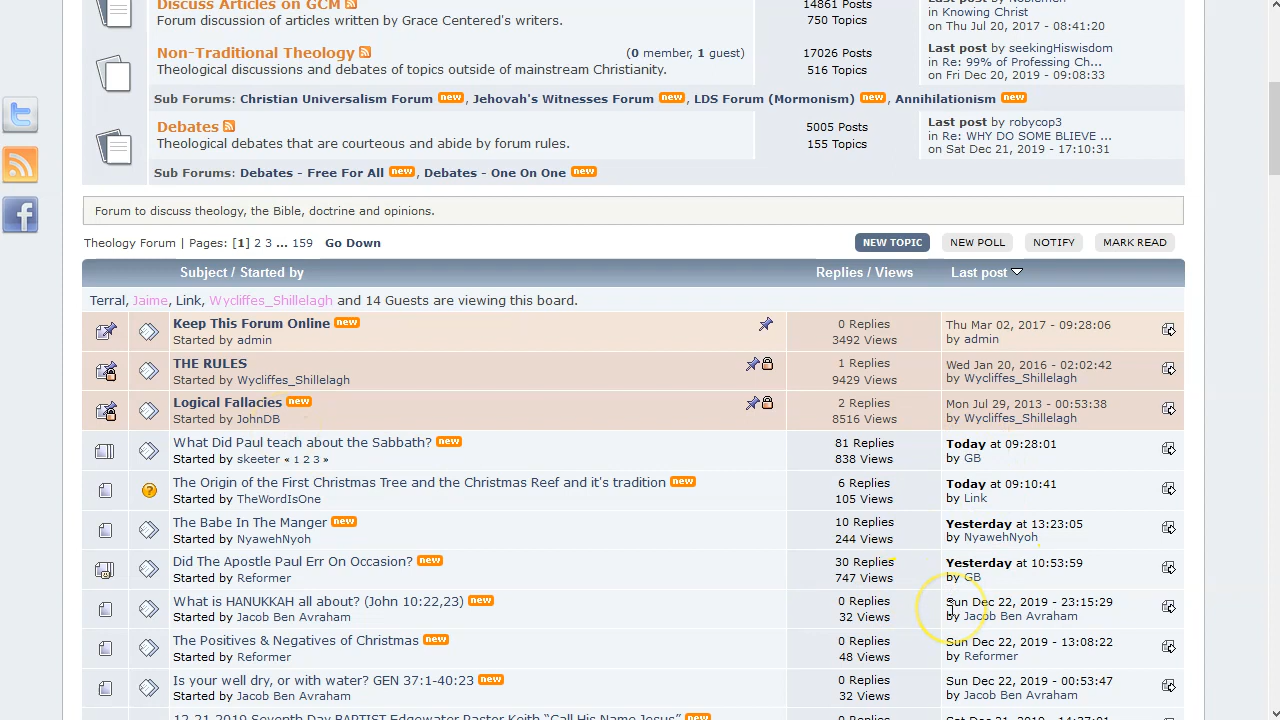 Discuss Articles on GCM
14861 Posts
in Knowing Christ
Forum discussion of articles written by Grace Centered's writers.
750 Topics
on Thu Jul 20, 2017 - 08:41:20
Non-Traditional Theology
(0 member, 1 guest)
17026 Posts
Last post by seekingHiswisdom
Theological discussions and debates of topics outside of mainstream Christianity.
516 Topics
in Re: 99% of Professing Ch...
on Fri Dec 20, 2019 - 09:08:33
Sub Forums: Christian Universalism Forum new, Jehovah's Witnesses Forum new, LDS Forum (Mormonism) new, Annihilationism new
Debates
5005 Posts
Last post by robycop3
Theological debates that are courteous and abide by forum rules.
155 Topics
in Re: WHY DO SOME BLIEVE ...
on Sat Dec 21, 2019 - 17:10:31
Sub Forums: Debates - Free For All new, Debates - One On One new
Forum to discuss theology, the Bible, doctrine and opinions.
Theology Forum | Pages: [1] 2 3 ... 159 Go Down
NEW TOPIC NEW POLL NOTIFY MARK READ
Subject / Started by Replies / Views Last post
Terral, Jaime, Link, Wycliffes_Shillelagh and 14 Guests are viewing this board.
Keep This Forum Online new
Started by admin
0 Replies
3492 Views
Thu Mar 02, 2017 - 09:28:06
by admin
THE RULES
Started by Wycliffes_Shillelagh
1 Replies
9429 Views
Wed Jan 20, 2016 - 02:02:42
by Wycliffes_Shillelagh
Logical Fallacies new
Started by JohnDB
2 Replies
8516 Views
Mon Jul 29, 2013 - 00:53:38
by Wycliffes_Shillelagh
What Did Paul teach about the Sabbath? new
Started by skeeter « 1 2 3 »
81 Replies
838 Views
Today at 09:28:01
by GB
The Origin of the First Christmas Tree and the Christmas Reef and it's tradition new
Started by TheWordIsOne
6 Replies
105 Views
Today at 09:10:41
by Link
The Babe In The Manger new
Started by NyawehNyoh
10 Replies
244 Views
Yesterday at 13:23:05
by NyawehNyoh
Did The Apostle Paul Err On Occasion? new
Started by Reformer
30 Replies
747 Views
Yesterday at 10:53:59
by GB
What is HANUKKAH all about? (John 10:22,23) new
Started by Jacob Ben Avraham
0 Replies
32 Views
Sun Dec 22, 2019 - 23:15:29
by Jacob Ben Avraham
The Positives & Negatives of Christmas new
Started by Reformer
0 Replies
48 Views
Sun Dec 22, 2019 - 13:08:22
by Reformer
Is your well dry, or with water? GEN 37:1-40:23 new
Started by Jacob Ben Avraham
0 Replies
32 Views
Sun Dec 22, 2019 - 00:53:47
by Jacob Ben Avraham
12-21-2019 Seventh Day BAPTIST Edgewater Pastor Keith "Call His Name Jesus" new
0 Replies